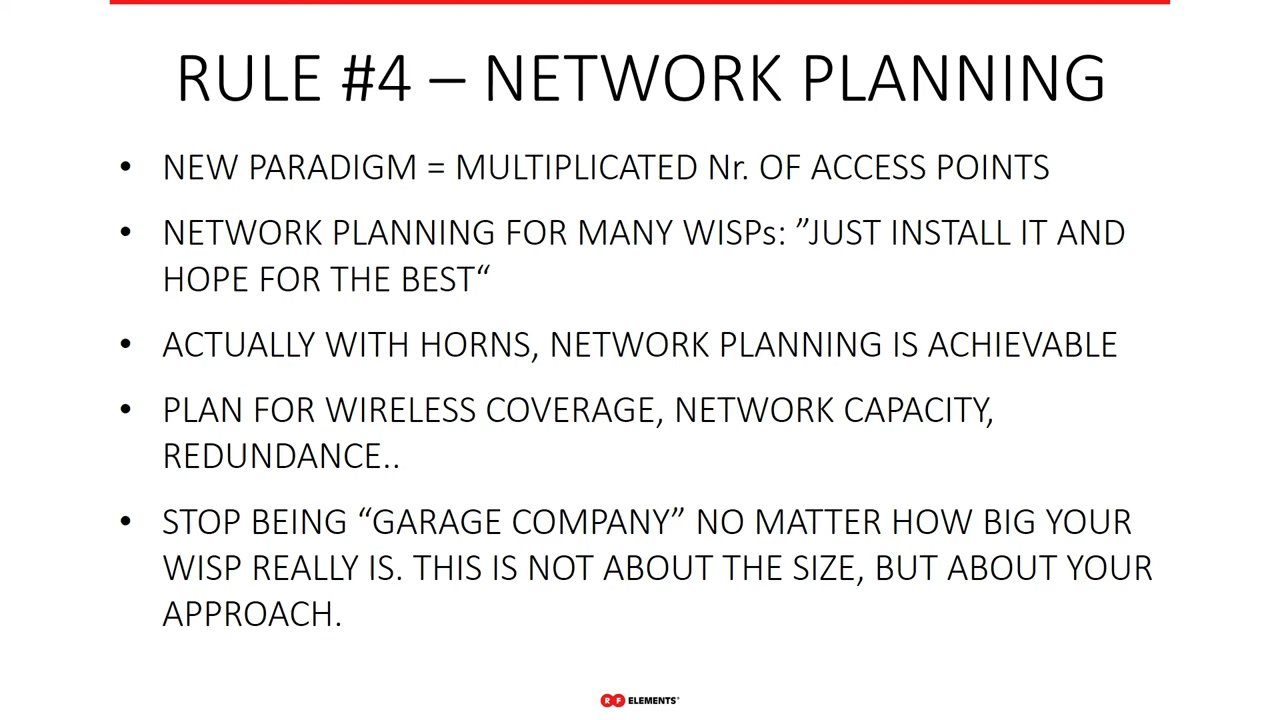 RULE #4 – NETWORK PLANNING
• NEW PARADIGM = MULTIPLICATED Nr. OF ACCESS POINTS
• NETWORK PLANNING FOR MANY WISPs: ”JUST INSTALL IT AND
HOPE FOR THE BEST“
• ACTUALLY WITH HORNS, NETWORK PLANNING IS ACHIEVABLE
• PLAN FOR WIRELESS COVERAGE, NETWORK CAPACITY,
REDUNDANCE..
• STOP BEING “GARAGE COMPANY” NO MATTER HOW BIG YOUR
WISP REALLY IS. THIS IS NOT ABOUT THE SIZE, BUT ABOUT YOUR
APPROACH.
RF ELEMENTS®